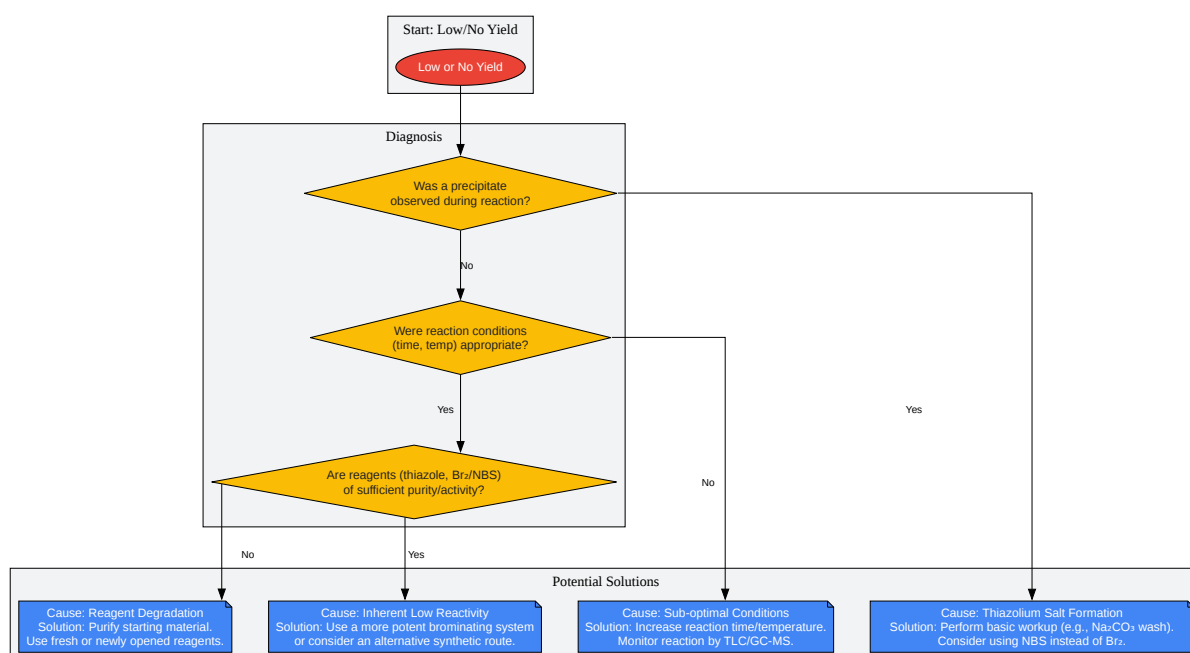 Start: Low/No Yield
Low or No Yield
Diagnosis
Was a precipitate
observed during reaction?
No
Were reaction conditions
(time, temp) appropriate?
Yes
Yes
Are reagents (thiazole, Br₂/NBS)
of sufficient purity/activity?
No
No
Yes
Potential Solutions
Cause: Reagent Degradation
Solution: Purify starting material.
Use fresh or newly opened reagents.
Cause: Inherent Low Reactivity
Solution: Use a more potent brominating system
or consider an alternative synthetic route.
Cause: Sub-optimal Conditions
Solution: Increase reaction time/temperature.
Monitor reaction by TLC/GC-MS.
Cause: Thiazolium Salt Formation
Solution: Perform basic workup (e.g., Na₂CO₃ wash).
Consider using NBS instead of Br₂.